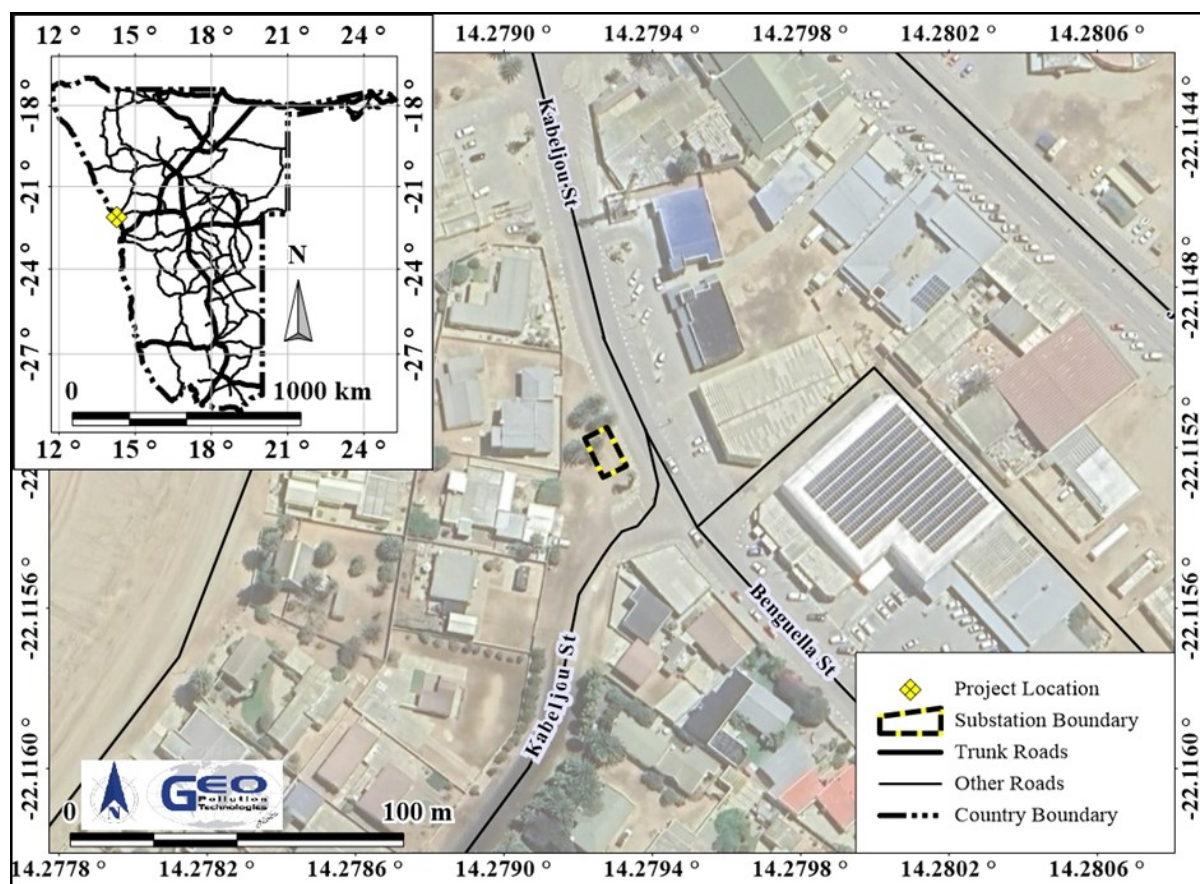 12 ° 15 ° 18 ° 21 ° 24 °
14.2790 ° 14.2794 ° 14.2798 ° 14.2802 ° 14.2806 °
-18 °
-21 °
-24 °
-27 °
-18 °
-21 °
-24 °
-27 °
N
0 1000 km
12 15 18 21 24
Kabeljou St
Kabeljou-St
Benguella St
-22.1144 °
-22.1148 °
-22.1152 °
-22.1156 °
-22.1160 °
-22.1156 °
-22.1160 °
Project Location
Substation Boundary
Trunk Roads
Other Roads
Country Boundary
N
GEO
Pollution
Technologies
0 100 m
14.2778 ° 14.2782 ° 14.2786 ° 14.2790 ° 14.2794 ° 14.2798 ° 14.2802 ° 14.2806 °